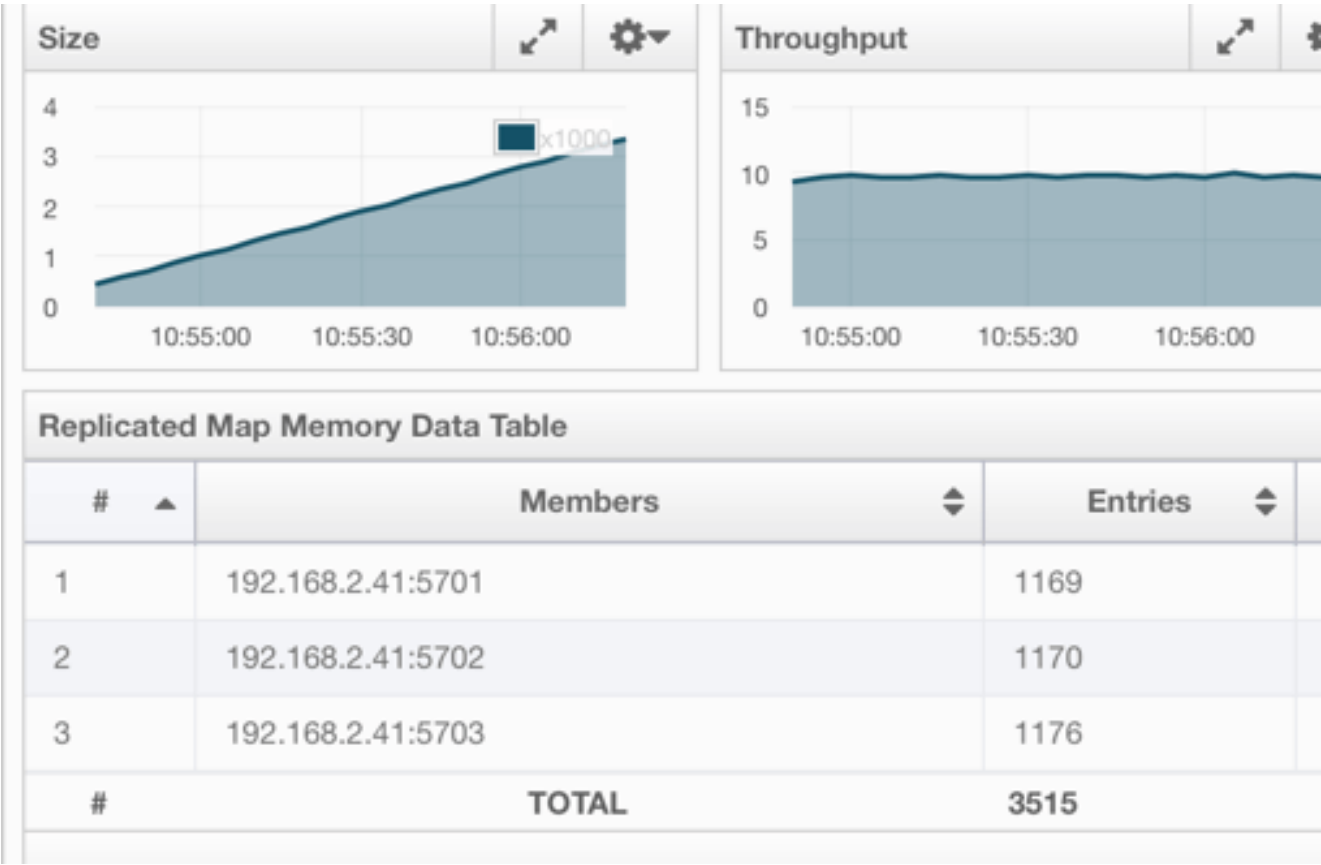 Size
Throughput
4
3
2
1
0
x1000
10:55:00 10:55:30 10:56:00
15
10
5
0
10:55:00 10:55:30 10:56:00
Replicated Map Memory Data Table
# Members Entries
1 192.168.2.41:5701 1169
2 192.168.2.41:5702 1170
3 192.168.2.41:5703 1176
# TOTAL 3515